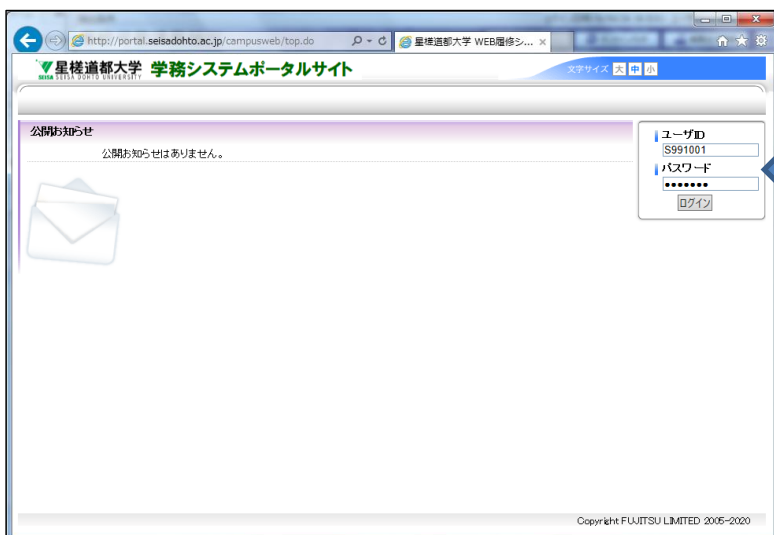 http://portal.seisadohto.ac.jp/campusweb/top.do
星槎道都大学 WEB履修シ... ×
星槎道都大学 学務システムポータルサイト
SEISA DOHTO UNIVERSITY
文字サイズ 大 中 小
公開お知らせ
公開お知らせはありません。
ユーザID
S991001
パスワード
•••••••
ログイン
Copyright FUJITSU LIMITED 2005-2020